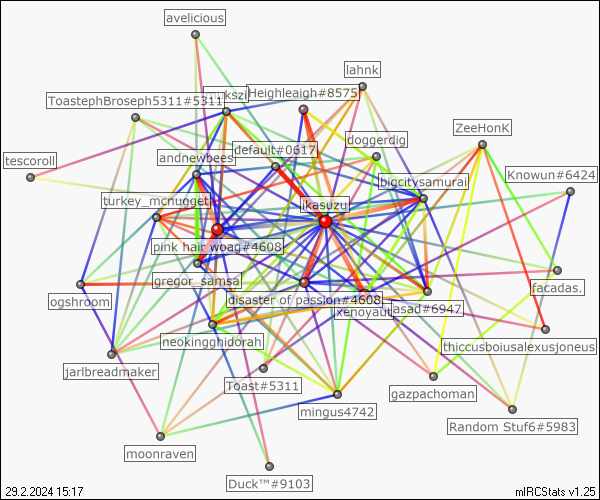 avelicious
lahnk
Heighleaigh#8575
ToastephBroseph5311#5311
ZeeHonK
doggerdig
default#0617
andnewbees
tescoroll
Knowun#6424
bigcitysamurai
turkey_mcnugget
ikasuzu
pink hair woag#4608
gregor_samsa
facadas.
disaster of passion#4608
ogshroom
xenoyaut
asad#6947
neokingghidorah
thiccusboiusalexusjoneus
jarlbreadmaker
Toast#5311
gazpachoman
mingus4742
Random Stuf6#5983
moonraven
Duck™#9103
29.2.2024 15:17
mIRCStats v1.25